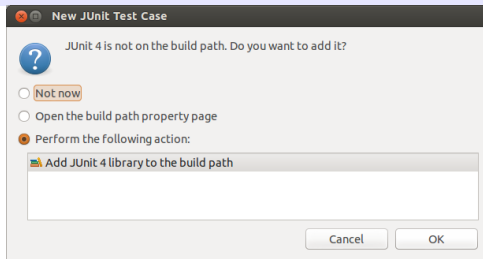 New JUnit Test Case
JUnit 4 is not on the build path. Do you want to add it?
Not now
Open the build path property page
Perform the following action:
Add JUnit 4 library to the build path
Cancel
OK